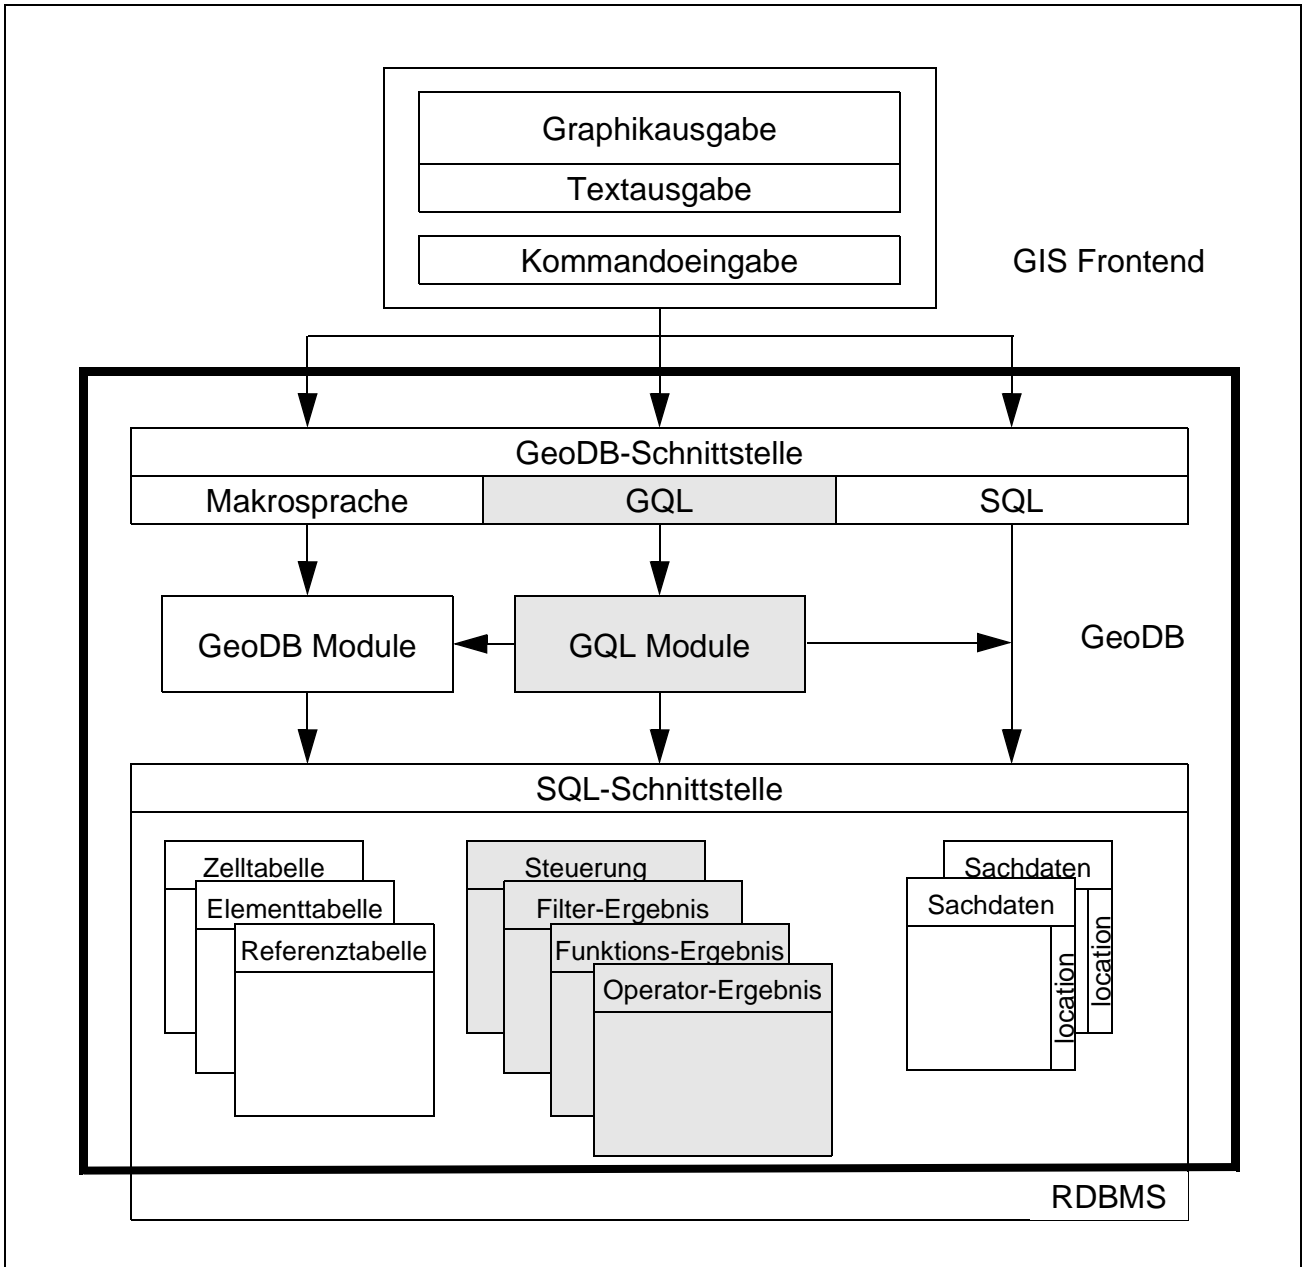 Graphikausgabe
Textausgabe
Kommandoeingabe
GIS Frontend
GeoDB-Schnittstelle
Makrosprache
GQL
SQL
GeoDB Module
GQL Module
GeoDB
SQL-Schnittstelle
Zelltabelle
Elementtabelle
Referenztabelle
Steuerung
Filter-Ergebnis
Funktions-Ergebnis
Operator-Ergebnis
Sachdaten
location
Sachdaten
location
RDBMS